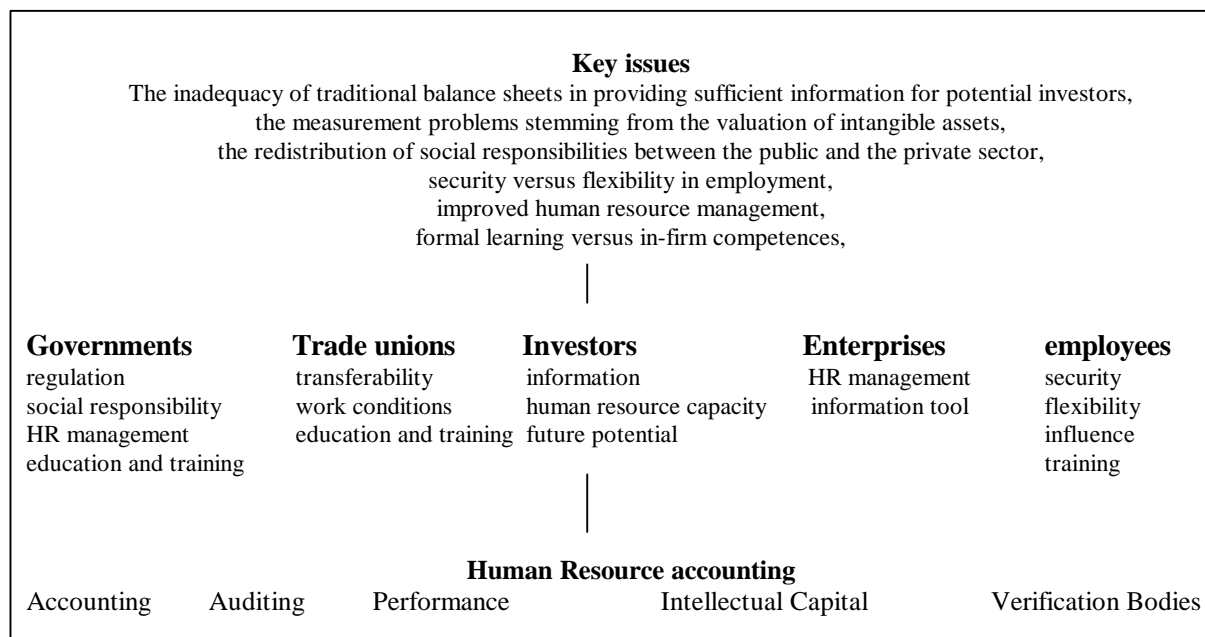 Key issues
The inadequacy of traditional balance sheets in providing sufficient information for potential investors,
the measurement problems stemming from the valuation of intangible assets,
the redistribution of social responsibilities between the public and the private sector,
security versus flexibility in employment,
improved human resource management,
formal learning versus in-firm competences,
Governments
regulation
social responsibility
HR management
education and training
Trade unions
transferability
work conditions
education and training
Investors
information
human resource capacity
future potential
Enterprises
HR management
information tool
employees
security
flexibility
influence
training
Human Resource accounting
Accounting Auditing Performance Intellectual Capital Verification Bodies